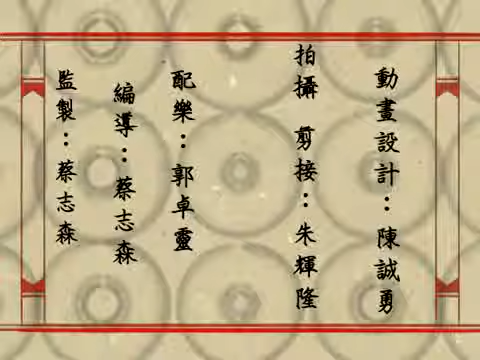 動畫設計：陳誠勇
拍攝 剪接：朱輝隆
配樂：郭卓靈
編導：蔡志森
監製：蔡志森